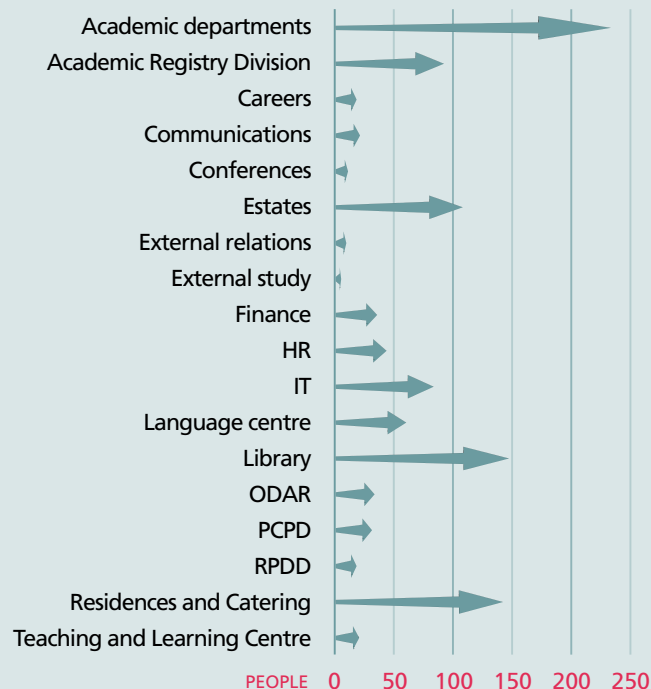 Academic departments
Academic Registry Division
Careers
Communications
Conferences
Estates
External relations
External study
Finance
HR
IT
Language centre
Library
ODAR
PCPD
RPDD
Residences and Catering
Teaching and Learning Centre
PEOPLE 0 50 100 150 200 250